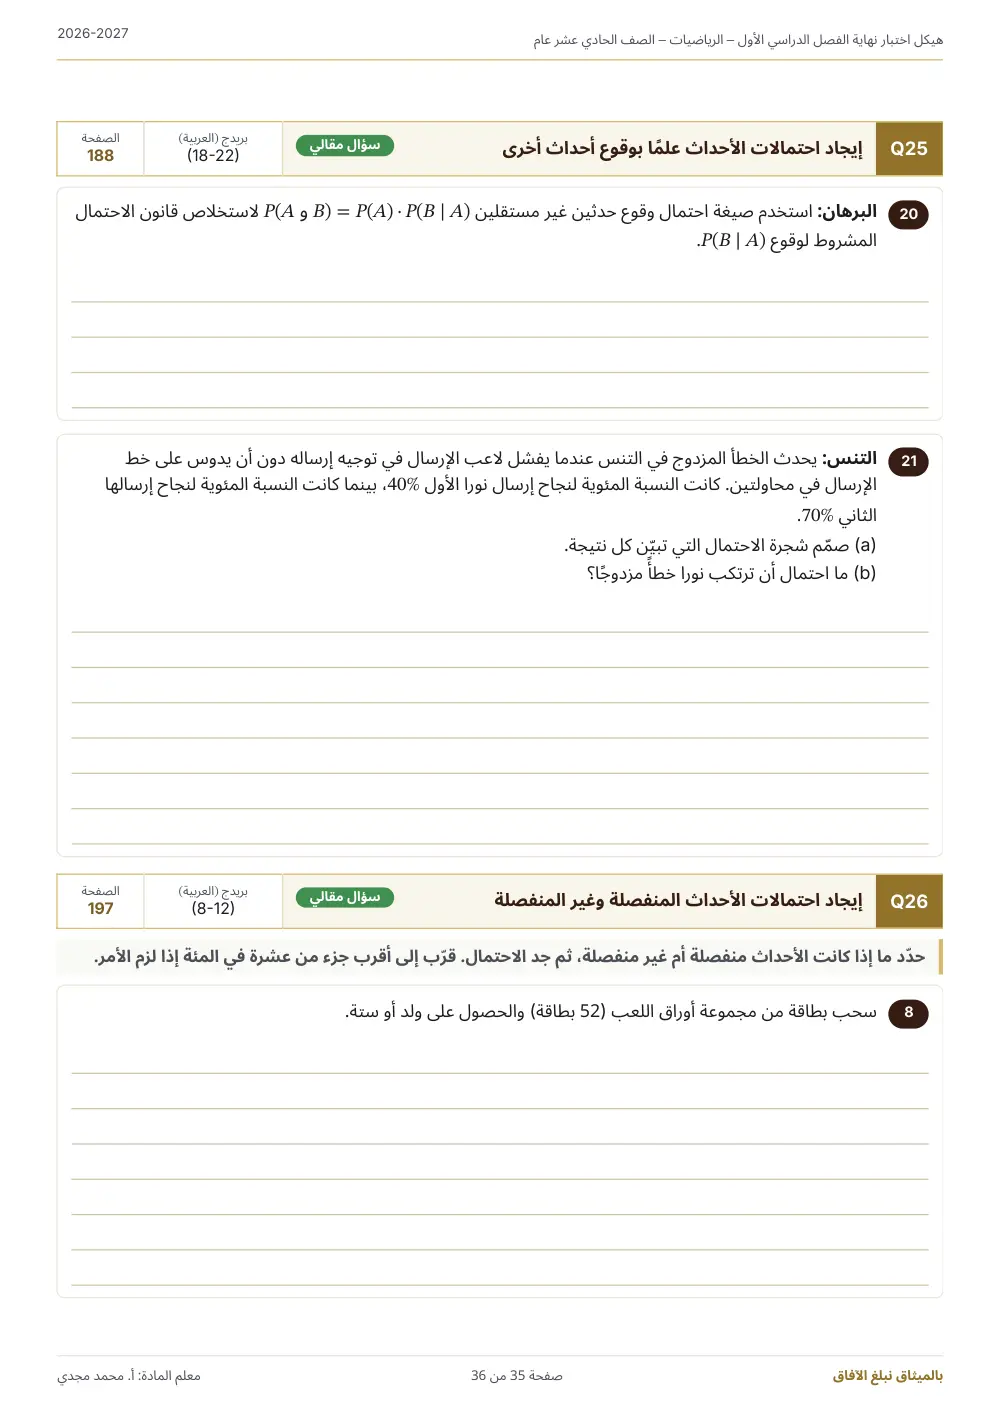 هيكل اختبار نهاية الفصل الدراسي الأول – الرياضيات – الصف الحادي عشر عام
2026-2027
Q25
إيجاد احتمالات الأحداث علمًا بوقوع أحداث أخرى
سؤال مقالي
بريدج (العربية)
(18-22)
الصفحة
188
20
البرهان: استخدم صيغة احتمال وقوع حدثين غير مستقلين P(A و B) = P(A) · P(B | A) لاستخلاص قانون الاحتمال
المشروط لوقوع P(B | A).
21
التنس: يحدث الخطأ المزدوج في التنس عندما يفشل لاعب الإرسال في توجيه إرساله دون أن يدوس على خط
الإرسال في محاولتين. كانت النسبة المئوية لنجاح إرسال نورا الأول 40%، بينما كانت النسبة المئوية لنجاح إرسالها
الثاني 70%.
(a) صمّم شجرة الاحتمال التي تبيّن كل نتيجة.
(b) ما احتمال أن ترتكب نورا خطأً مزدوجًا؟
Q26
إيجاد احتمالات الأحداث المنفصلة وغير المنفصلة
سؤال مقالي
بريدج (العربية)
(8-12)
الصفحة
197
حدّد ما إذا كانت الأحداث منفصلة أم غير منفصلة، ثم جد الاحتمال. قرّب إلى أقرب جزء من عشرة في المئة إذا لزم الأمر.
8
سحب بطاقة من مجموعة أوراق اللعب (52 بطاقة) والحصول على ولد أو ستة.
بالميثاق نبلغ الآفاق
صفحة 35 من 36
معلم المادة: أ. محمد مجدي